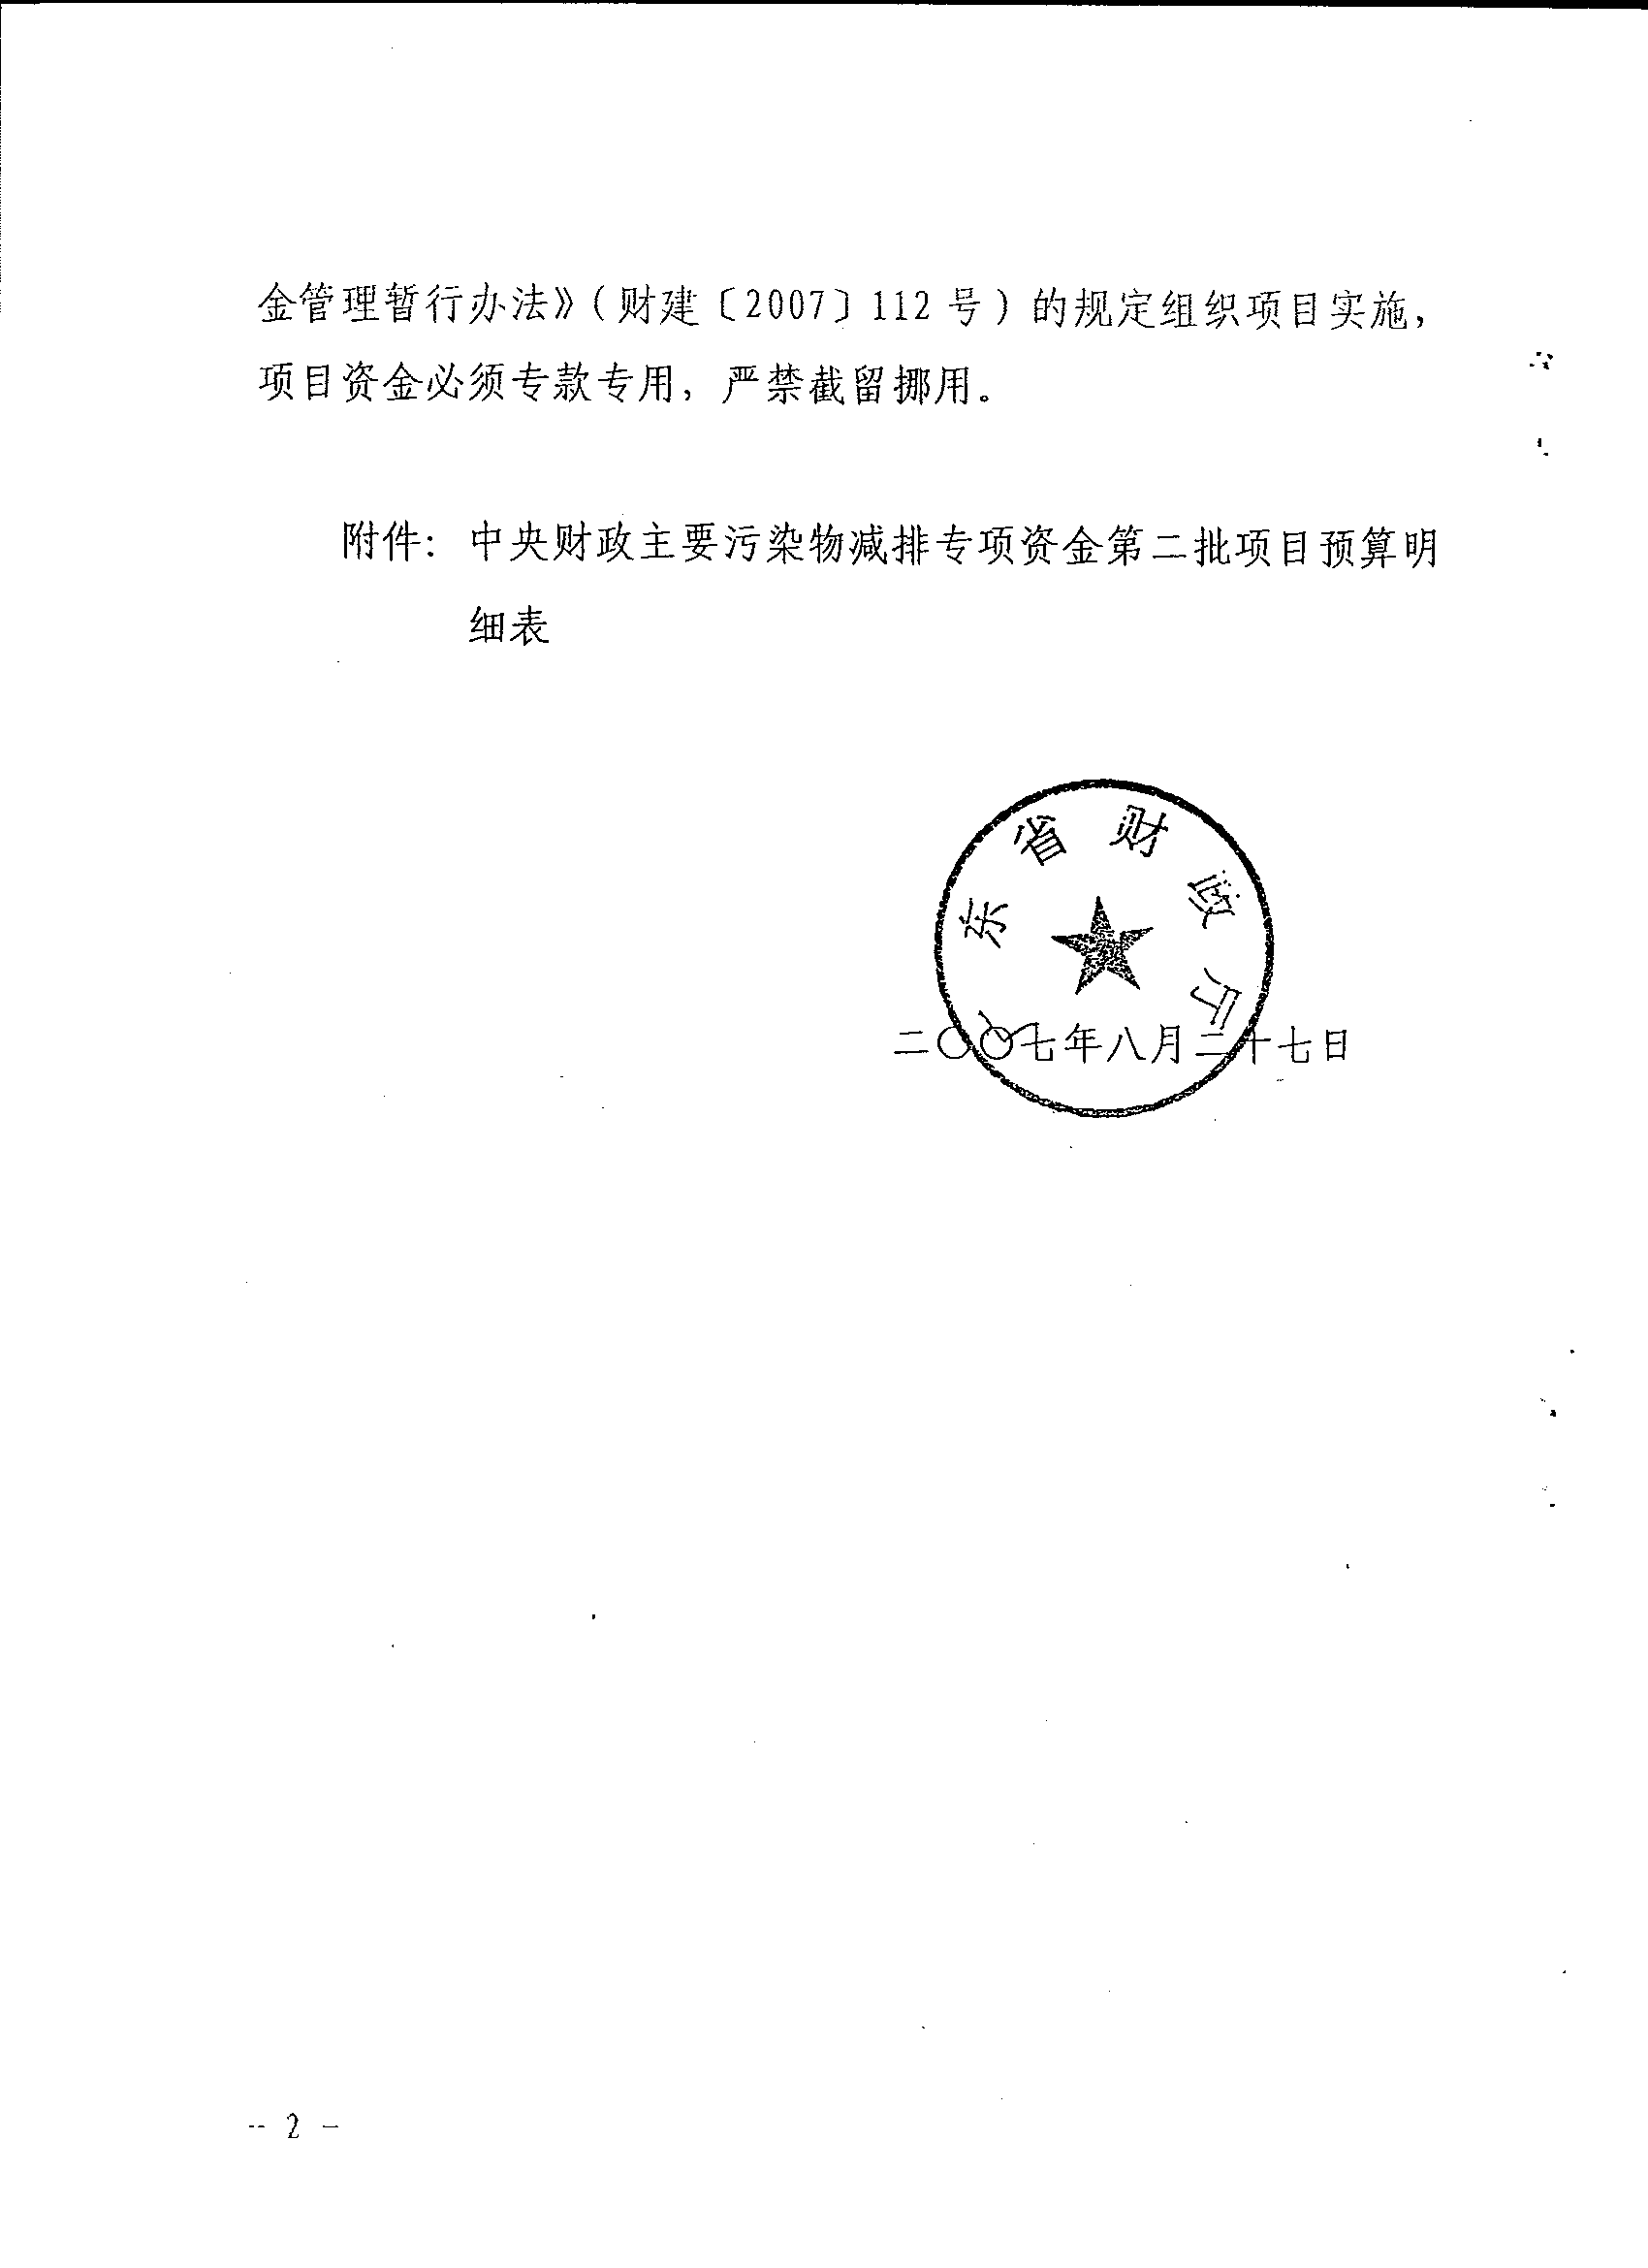 金管理暂行办法》（财建〔2007〕112号）的规定组织项目实施，
项目资金必须专款专用，严禁截留挪用。
附件：中央财政主要污染物减排专项资金第二批项目预算明
细表
广东省财政厅
二〇〇七年八月二十七日
- 2 -